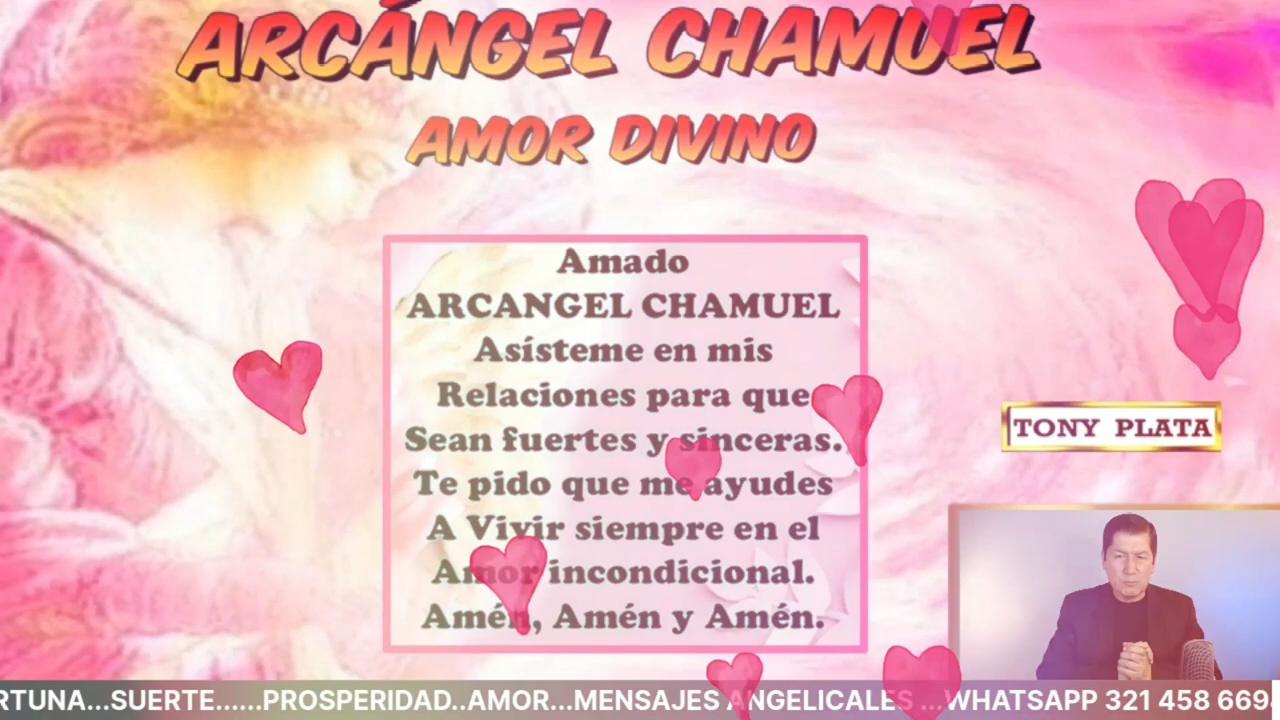 ARCÁNGEL CHAMUEL
AMOR DIVINO
Amado
ARCANGEL CHAMUEL
Asísteme en mis
Relaciones para que
Sean fuertes y sinceras.
Te pido que me ayudes
A Vivir siempre en el
Amor incondicional.
Amén, Amén y Amén.
TONY PLATA
...SUERTE......PROSPERIDAD..AMOR...MENSAJES ANGELICALES ...WHATSAPP 321 458 669